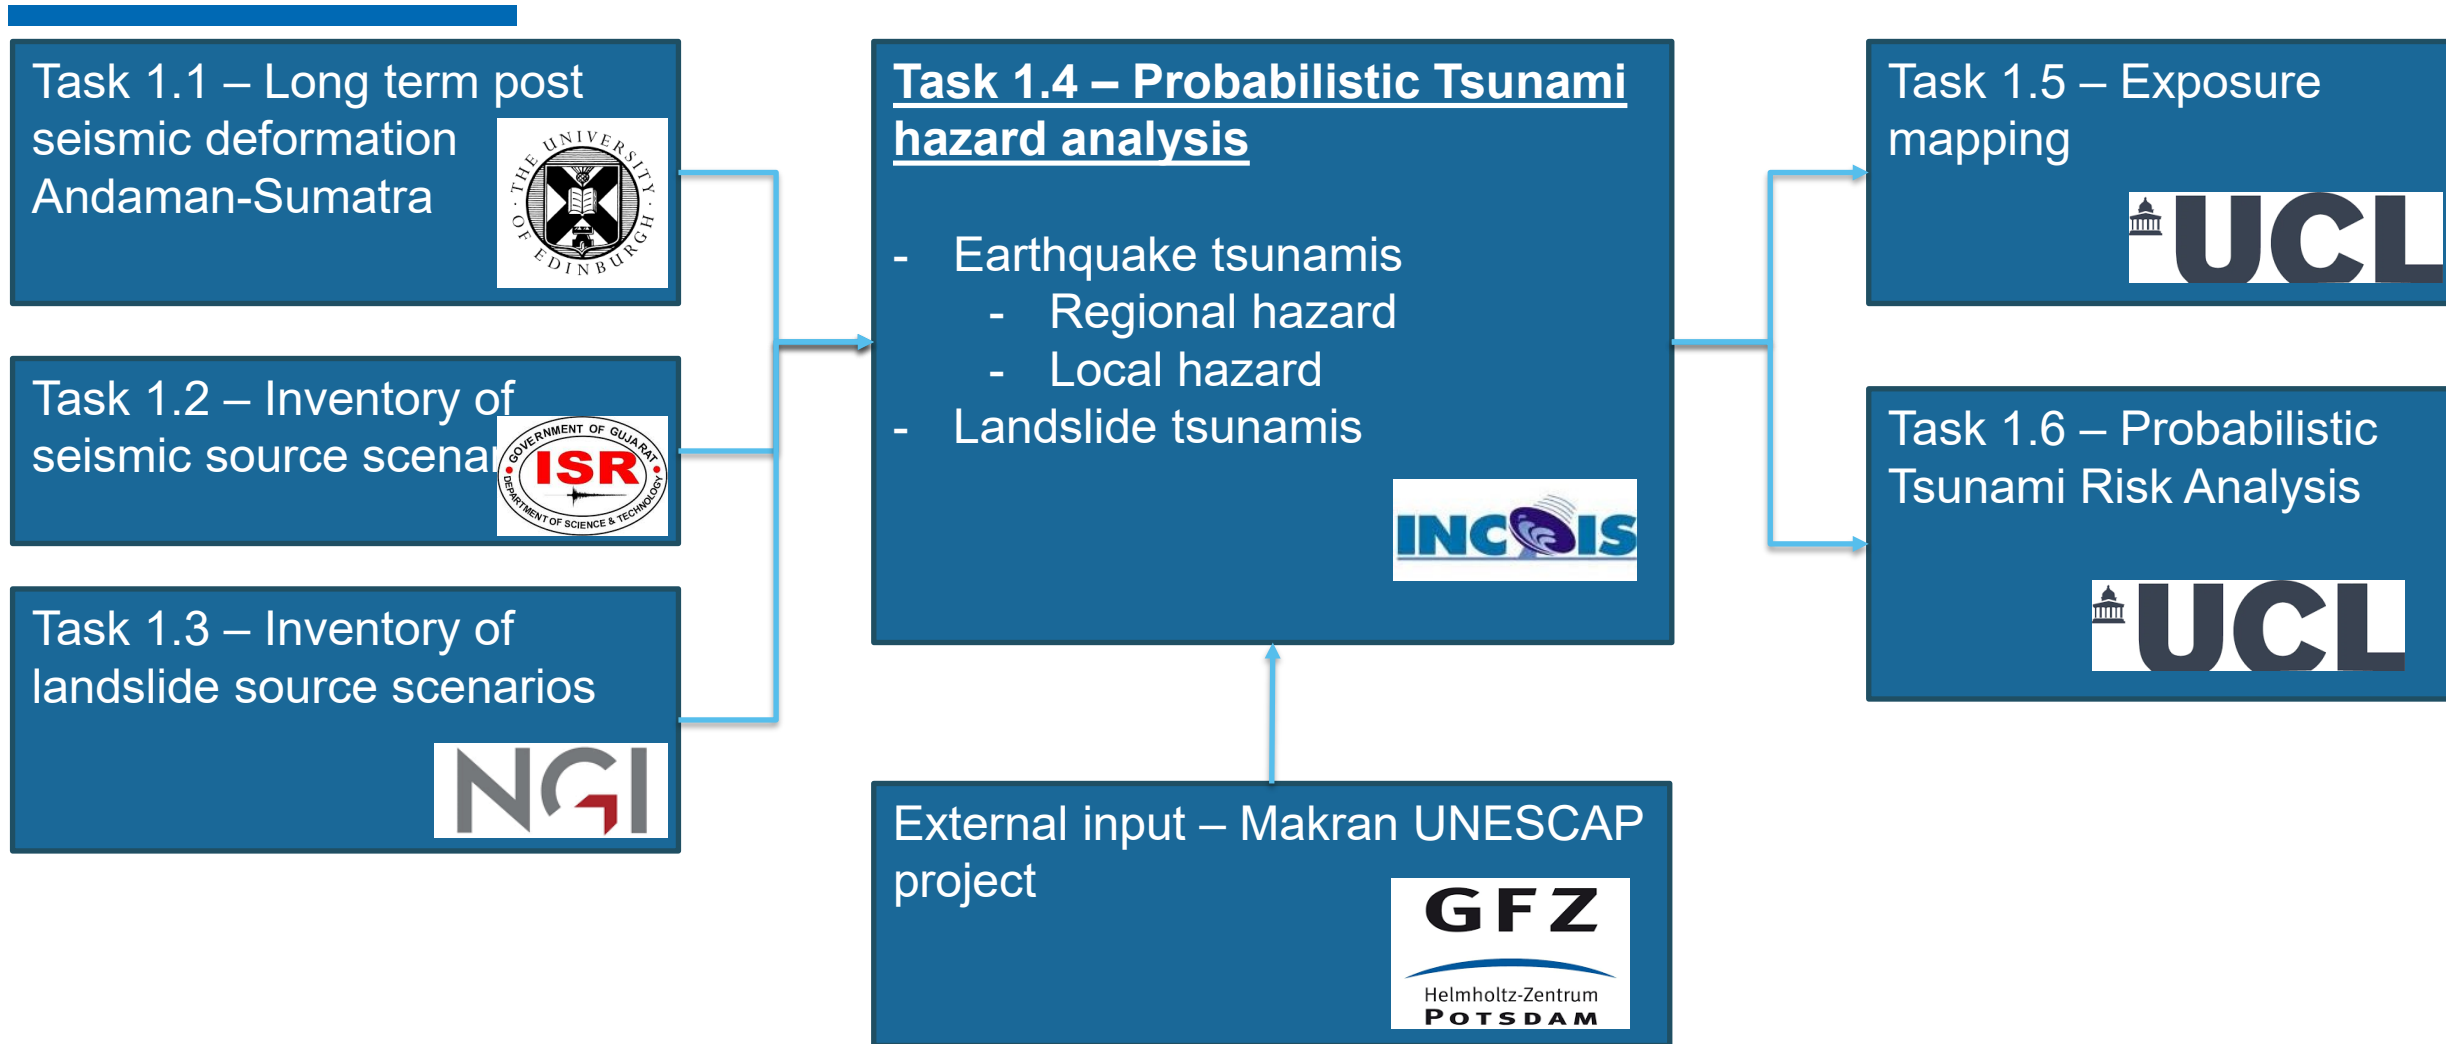 Task 1.1 – Long term post
seismic deformation
Andaman-Sumatra
THE UNIVERSITY
OF EDINBURGH
Task 1.2 – Inventory of
seismic source scenar
GOVERNMENT OF GUJARAT
ISR
DEPARTMENT OF SCIENCE & TECHNOLOGY
Task 1.3 – Inventory of
landslide source scenarios
NGI
Task 1.4 – Probabilistic Tsunami
hazard analysis
- Earthquake tsunamis
- Regional hazard
- Local hazard
- Landslide tsunamis
INCOIS
External input – Makran UNESCAP
project
GFZ
Helmholtz-Zentrum
POTSDAM
Task 1.5 – Exposure
mapping
UCL
Task 1.6 – Probabilistic
Tsunami Risk Analysis
UCL